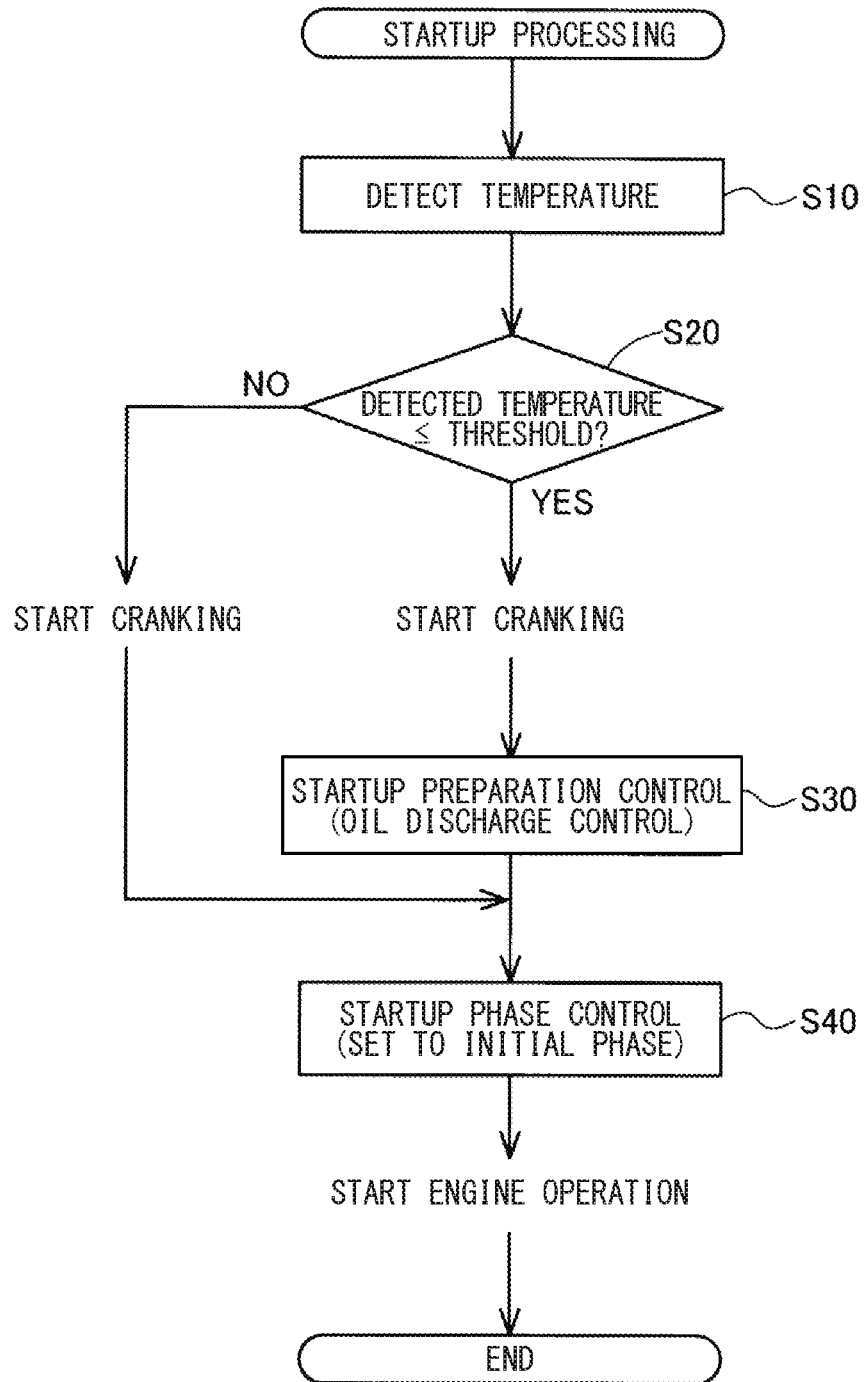 STARTUP PROCESSING
DETECT TEMPERATURE
S10
S20
NO
DETECTED TEMPERATURE
≤ THRESHOLD?
YES
START CRANKING
START CRANKING
STARTUP PREPARATION CONTROL
(OIL DISCHARGE CONTROL)
S30
STARTUP PHASE CONTROL
(SET TO INITIAL PHASE)
S40
START ENGINE OPERATION
END